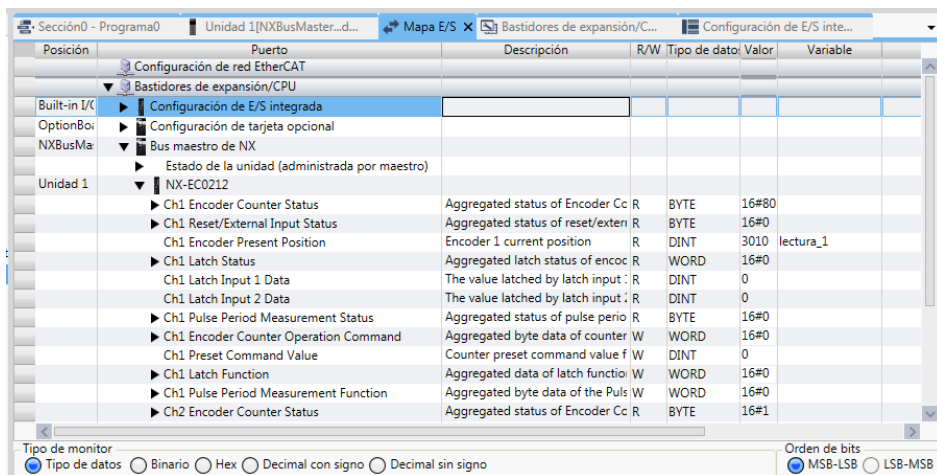 Sección0 - Programa0 Unidad 1[NXBusMaster...d... Mapa E/S X Bastidores de expansión/C... Configuración de E/S inte...
Posición Puerto Descripción R/W Tipo de dato: Valor Variable
Configuración de red EtherCAT
Bastidores de expansión/CPU
Built-in I/( Configuración de E/S integrada
OptionBo Configuración de tarjeta opcional
NXBusMa: Bus maestro de NX
Estado de la unidad (administrada por maestro)
Unidad 1 NX-EC0212
Ch1 Encoder Counter Status Aggregated status of Encoder Cc R BYTE 16#80
Ch1 Reset/External Input Status Aggregated status of reset/extern R BYTE 16#0
Ch1 Encoder Present Position Encoder 1 current position R DINT 3010 lectura_1
Ch1 Latch Status Aggregated latch status of encoc R WORD 16#0
Ch1 Latch Input 1 Data The value latched by latch input R DINT 0
Ch1 Latch Input 2 Data The value latched by latch input R DINT 0
Ch1 Pulse Period Measurement Status Aggregated status of pulse perio R BYTE 16#0
Ch1 Encoder Counter Operation Command Aggregated byte data of counter W WORD 16#0
Ch1 Preset Command Value Counter preset command value f W DINT 0
Ch1 Latch Function Aggregated data of latch functio W WORD 16#0
Ch1 Pulse Period Measurement Function Aggregated byte data of the Puls W WORD 16#0
Ch2 Encoder Counter Status Aggregated status of Encoder Cc R BYTE 16#1
Tipo de monitor Orden de bits
Tipo de datos Binario Hex Decimal con signo Decimal sin signo MSB-LSB LSB-MSB